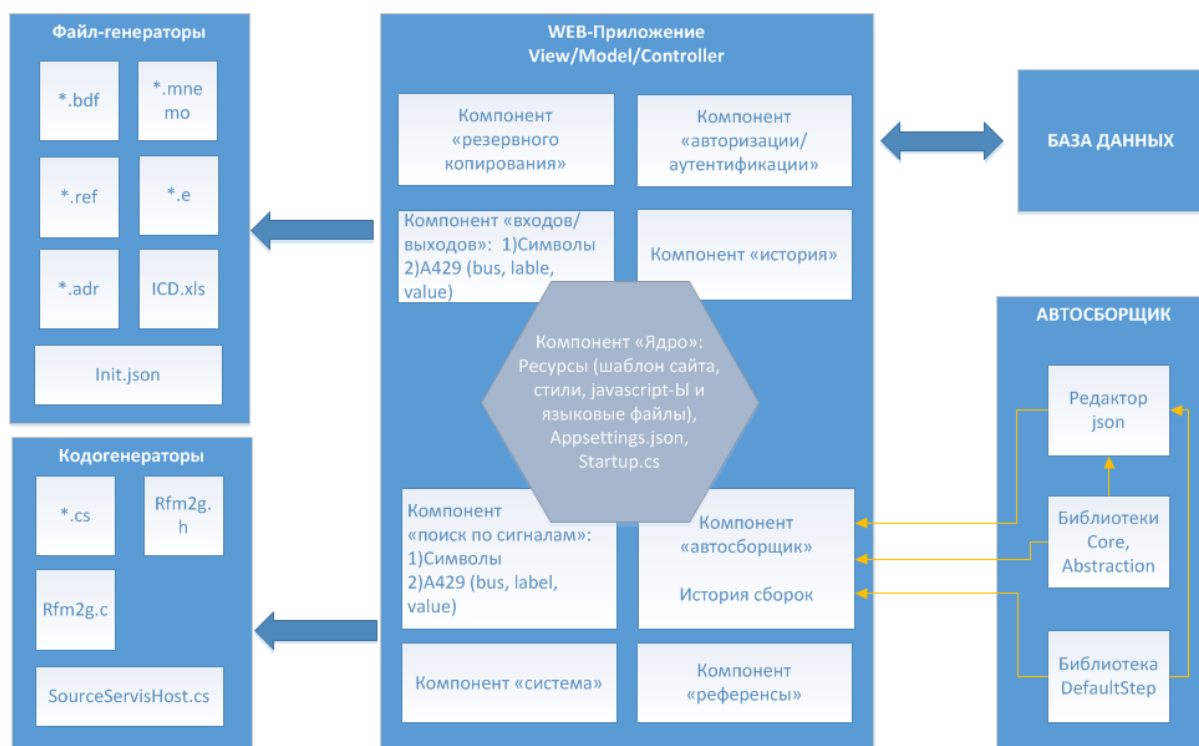 Файл-генераторы
*.bdf
*.mne
mo
*.ref
*.e
*.adr
ICD.xls
Init.json
Кодогенераторы
*.cs
Rfm2g.
h
Rfm2g.c
SourceServisHost.cs
WEB-Приложение
View/Model/Controller
Компонент
«резервного
копирования»
Компонент
«авторизации/
аутентификации»
Компонент «входов/
выходов»: 1)Символы
2)A429 (bus, lable,
value)
Компонент «история»
Компонент «Ядро»:
Ресурсы (шаблон сайта,
стили, javascript-Ы и
языковые файлы),
Appsettings.json,
Startup.cs
Компонент
«поиск по сигналам»:
1)Символы
2)A429 (bus, label,
value)
Компонент
«автосборщик»
История сборок
Компонент «система»
Компонент
«референсы»
БАЗА ДАННЫХ
АВТОСБОРЩИК
Редактор
json
Библиотеки
Core,
Abstraction
Библиотека
DefaultStep